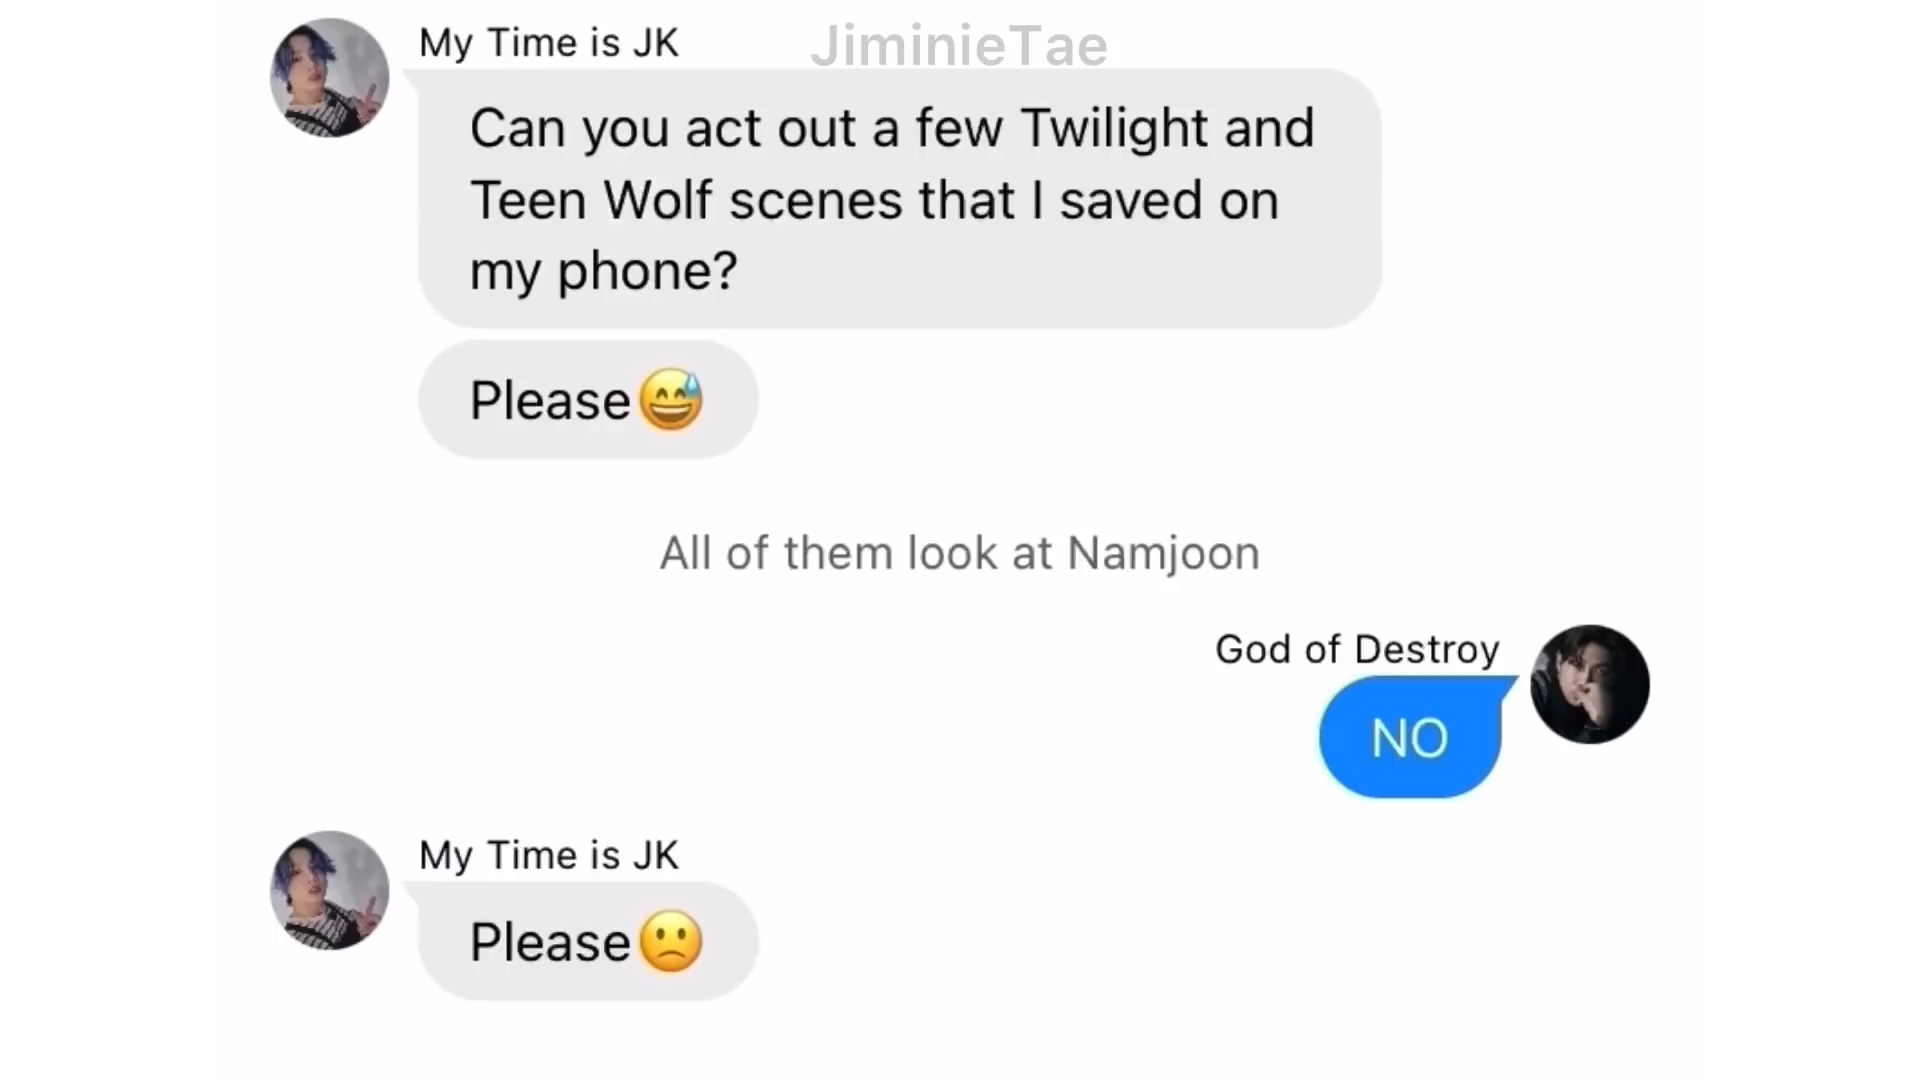 JiminieTae
My Time is JK
Can you act out a few Twilight and
Teen Wolf scenes that I saved on
my phone?
Please😅
All of them look at Namjoon
God of Destroy
NO
My Time is JK
Please🙁